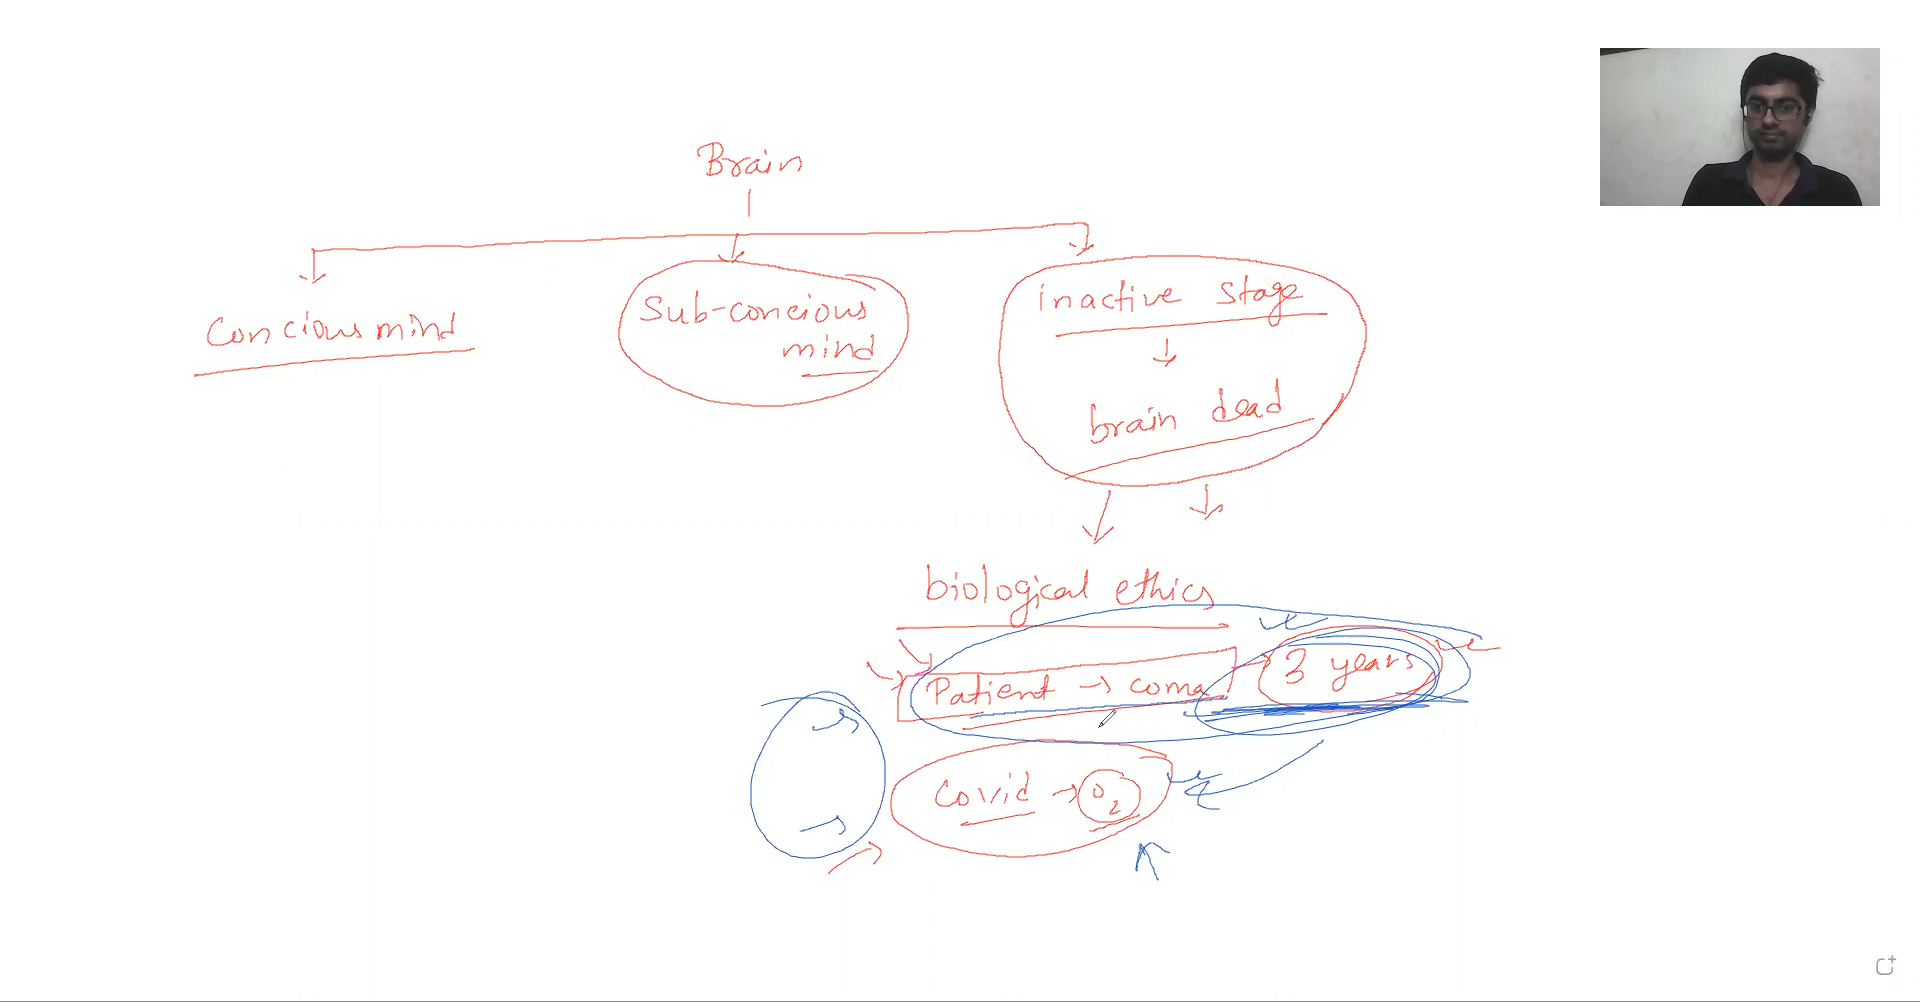 Brain
Concious mind
Sub-concious
mind
inactive stage
↓
brain dead
biological ethics
Patient → coma → 3 years
Covid → O₂